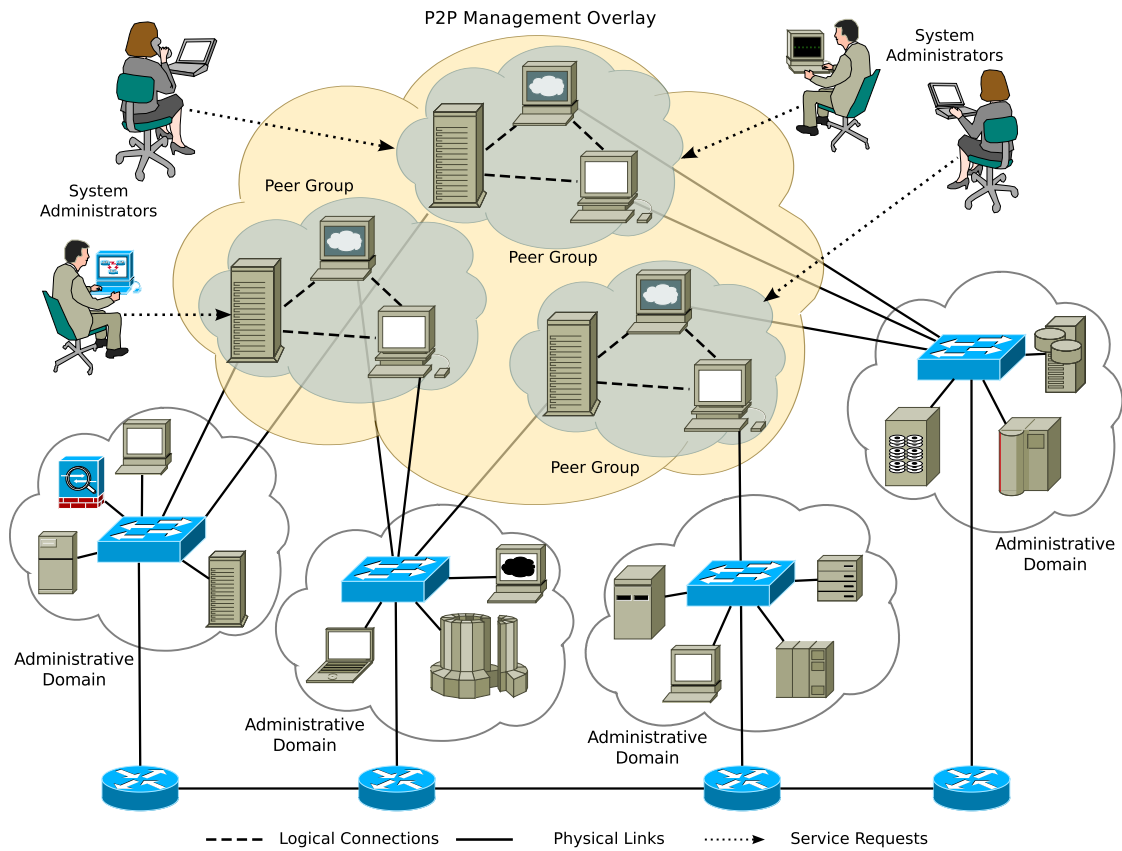 P2P Management Overlay
System
Administrators
Peer Group
System
Administrators
Peer Group
Peer Group
Administrative
Domain
Administrative
Domain
Administrative
Domain
Administrative
Domain
Logical Connections
Physical Links
Service Requests